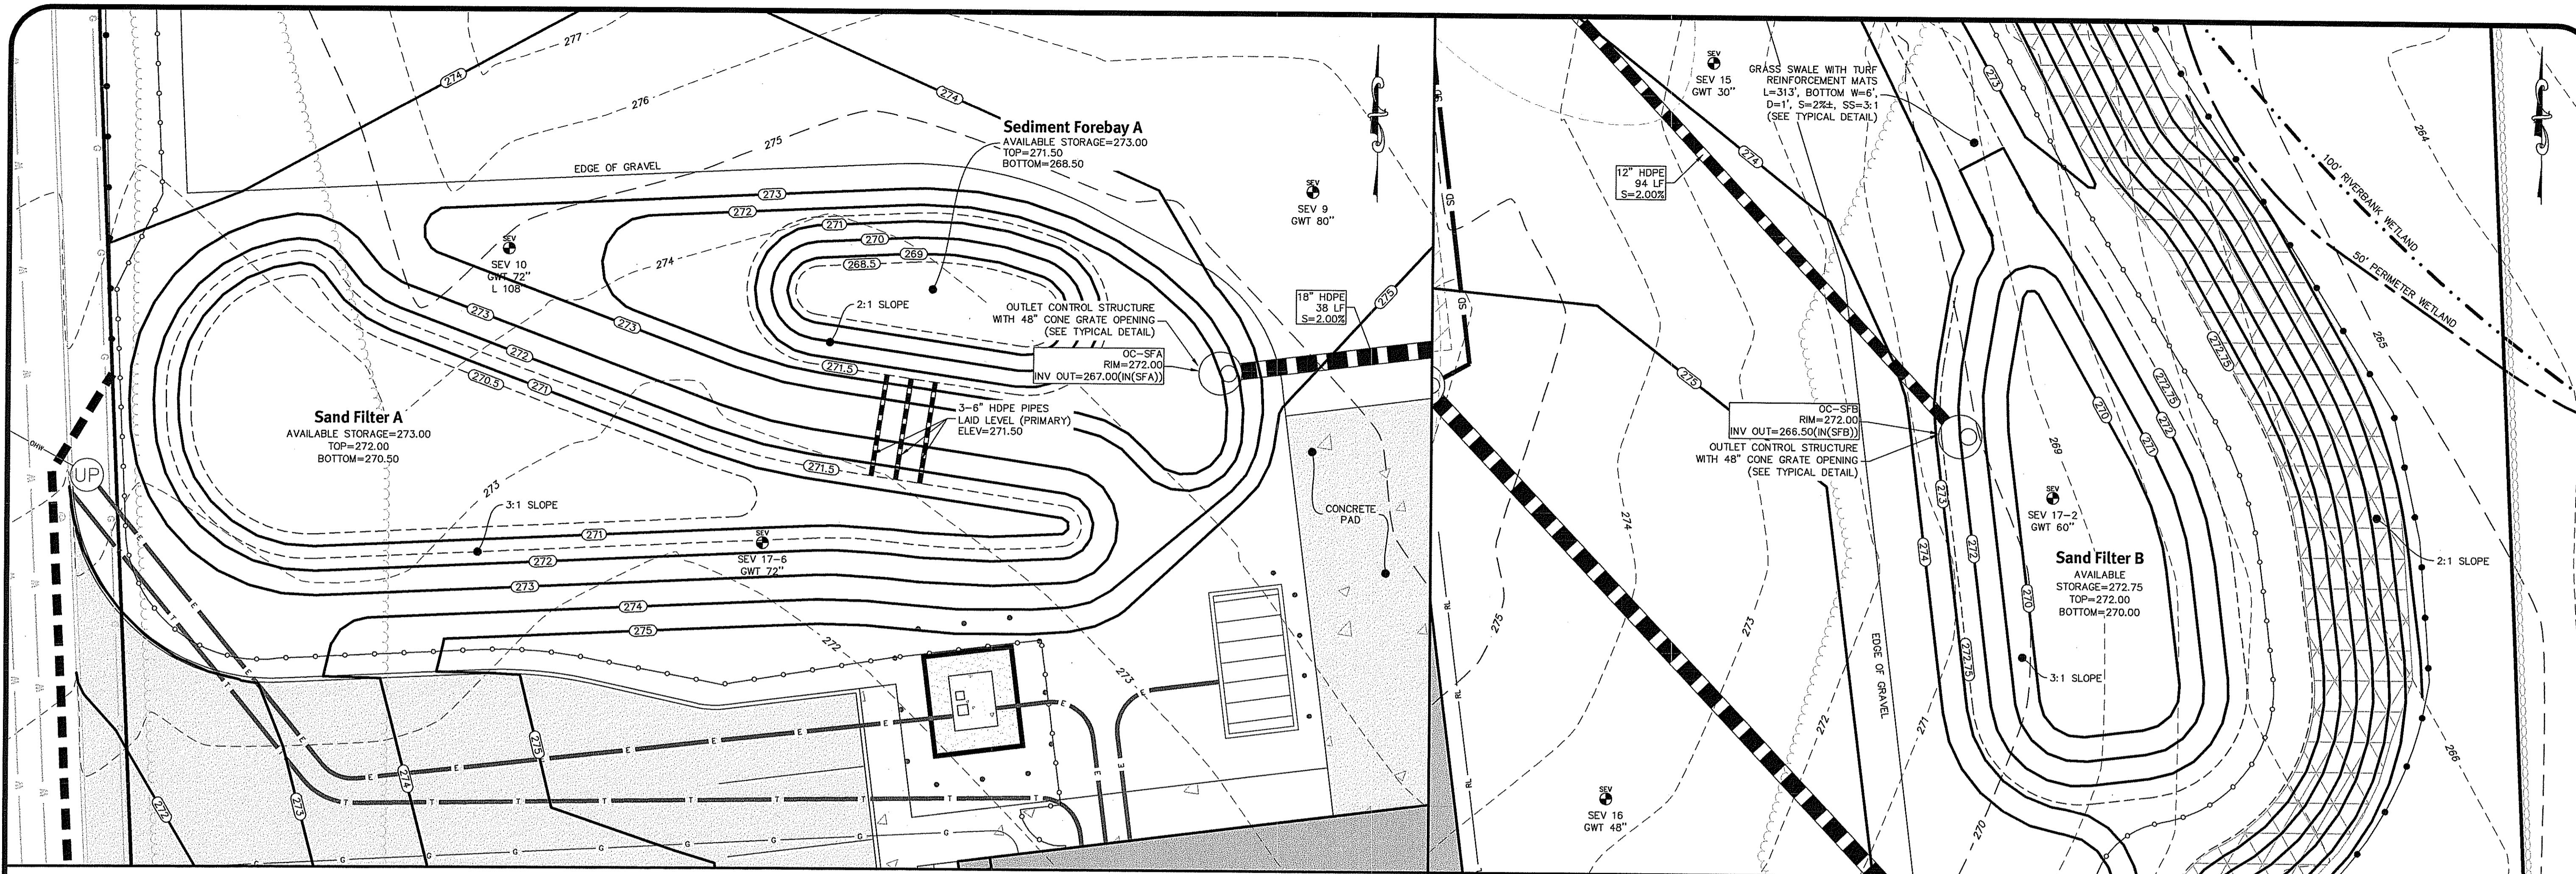 277
274
276
275
274
Sediment Forebay A
AVAILABLE STORAGE=273.00
TOP=271.50
BOTTOM=268.50
EDGE OF GRAVEL
273
272
271
270
269
268.5
SEV
SEV 9
GWT 80"
SEV
SEV 10
GWT 72"
L 108
274
2:1 SLOPE
OUTLET CONTROL STRUCTURE
WITH 48" CONE GRATE OPENING
(SEE TYPICAL DETAIL)
18" HDPE
38 LF
S=2.00%
275
OC-SFA
RIM=272.00
INV OUT=267.00(IN(SFA))
273
273
272
271
270.5
271.5
3-6" HDPE PIPES
LAID LEVEL (PRIMARY)
ELEV=271.50
Sand Filter A
AVAILABLE STORAGE=273.00
TOP=272.00
BOTTOM=270.50
OHW
UP
271.5
273
3:1 SLOPE
CONCRETE
PAD
271
272
273
SEV
SEV 17-6
GWT 72"
274
275
272
273
272
273
274
275
E
E
E
E
E
E
E
E
E
E
E
T
T
T
T
T
T
T
T
T
G
G
G
G
G
G
G
G
G
SEV
SEV 15
GWT 30"
GRASS SWALE WITH TURF
REINFORCEMENT MATS
L=313', BOTTOM W=6',
D=1', S=2%±, SS=3:1
(SEE TYPICAL DETAIL)
273
264
100' RIVERBANK WETLAND
50' PERIMETER WETLAND
274
12" HDPE
94 LF
S=2.00%
SD
SD
265
275
272.75
272.75
272
271
270
OC-SFB
RIM=272.00
INV OUT=266.50(IN(SFB))
OUTLET CONTROL STRUCTURE
WITH 48" CONE GRATE OPENING
(SEE TYPICAL DETAIL)
269
SEV
SEV 17-2
GWT 60"
Sand Filter B
AVAILABLE
STORAGE=272.75
TOP=272.00
BOTTOM=270.00
273
274
272
270
272.75
2:1 SLOPE
3:1 SLOPE
EDGE OF GRAVEL
274
273
275
272
271
270
266
RL
RL
RL
SEV
SEV 16
GWT 48"